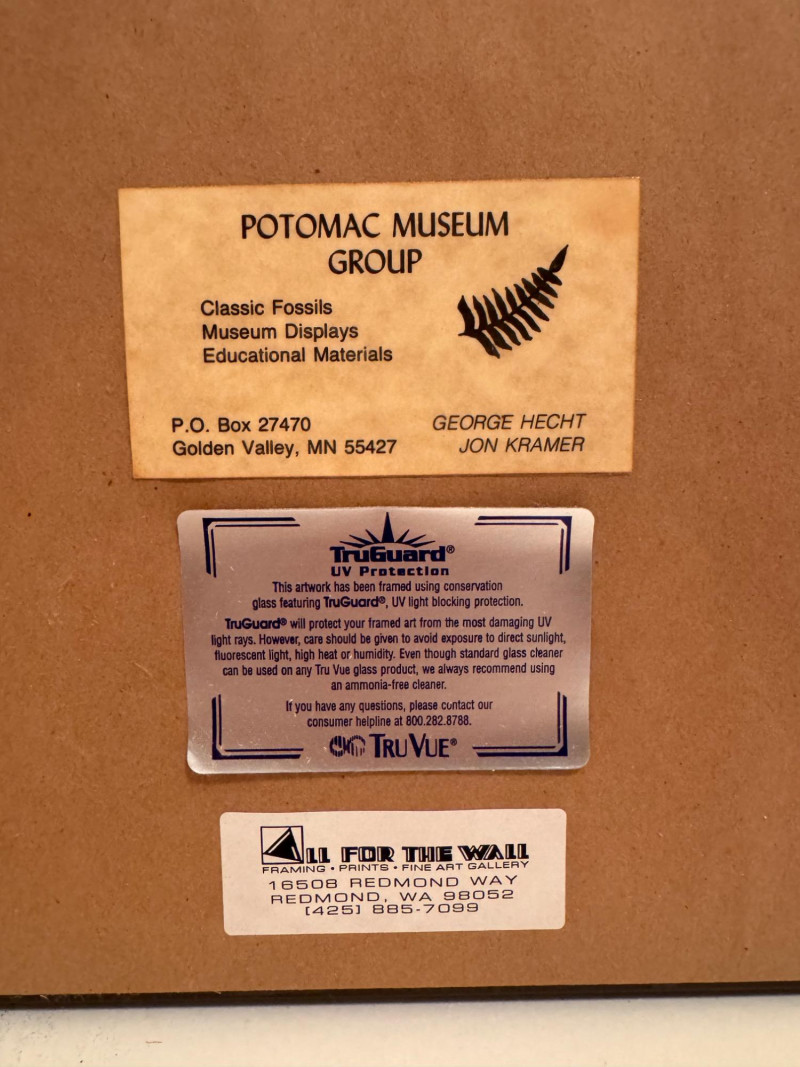 POTOMAC MUSEUM
GROUP
Classic Fossils
Museum Displays
Educational Materials
P.O. Box 27470
Golden Valley, MN 55427
GEORGE HECHT
JON KRAMER
TruGuard®
UV Protection
This artwork has been framed using conservation
glass featuring TruGuard®, UV light blocking protection.
TruGuard® will protect your framed art from the most damaging UV
light rays. However, care should be given to avoid exposure to direct sunlight,
fluorescent light, high heat or humidity. Even though standard glass cleaner
can be used on any Tru Vue glass product, we always recommend using
an ammonia-free cleaner.
If you have any questions, please contact our
consumer helpline at 800.282.8788.
TRU VUE®
ALL FOR THE WALL
FRAMING • PRINTS • FINE ART GALLERY
16508 REDMOND WAY
REDMOND, WA 98052
(425) 885-7099